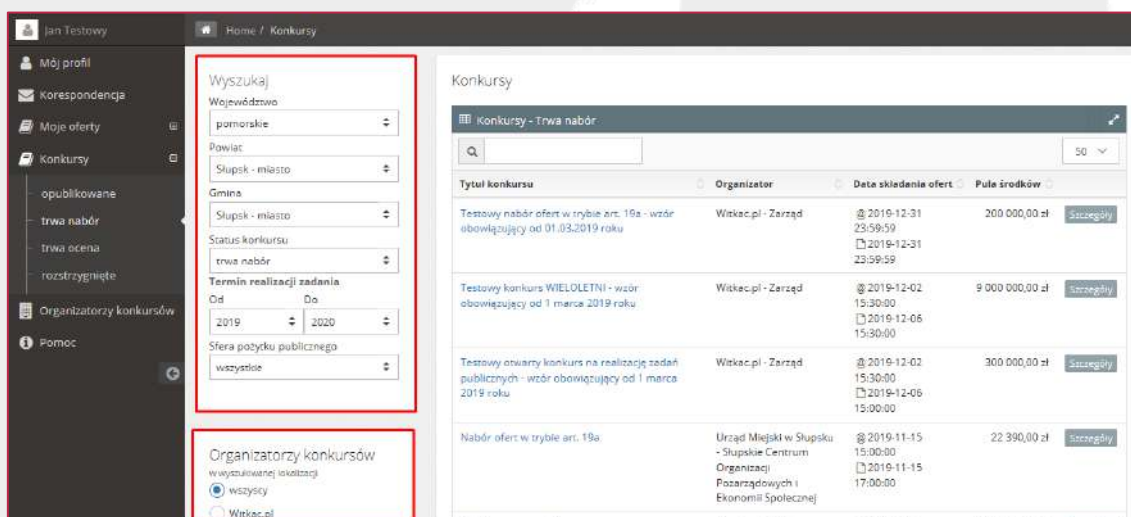 Jan Testowy
Home / Konkursy
Mój profil
Korespondencja
Moje oferty
Konkursy
opublikowane
trwa nabór
trwa ocena
rozstrzygnięte
Organizatorzy konkursów
Pomoc
Wyszukaj
Województwo
pomorskie
Powiat
Słupsk - miasto
Gmina
Słupsk - miasto
Status konkursu
trwa nabór
Termin realizacji zadania
Od Do
2019 2020
Sfera pożytku publicznego
wszystkie
Organizatorzy konkursów
w wyszukiwanej lokalizacji
wszyscy
Witkac.pl
Konkursy
Konkursy - Trwa nabór
50
Tytuł konkursu Organizator Data składania ofert Pula środków
Testowy nabór ofert w trybie art. 19a - wzór Witkac.pl - Zarząd @ 2019-12-31 200 000,00 zł Szczegóły
obowiązujący od 01.03.2019 roku 23:59:59
2019-12-31
23:59:59
Testowy konkurs WIELOLETNI - wzór Witkac.pl - Zarząd @ 2019-12-02 9 000 000,00 zł Szczegóły
obowiązujący od 1 marca 2019 roku 15:30:00
2019-12-06
15:30:00
Testowy otwarty konkurs na realizację zadań Witkac.pl - Zarząd @ 2019-12-02 300 000,00 zł Szczegóły
publicznych - wzór obowiązujący od 1 marca 15:30:00
2019 roku 2019-12-06
15:00:00
Nabór ofert w trybie art. 19a Urząd Miejski w Słupsku @ 2019-11-15 22 390,00 zł Szczegóły
- Słupskie Centrum 15:00:00
Organizacji 2019-11-15
Pozarządowych i 17:00:00
Ekonomii Społecznej